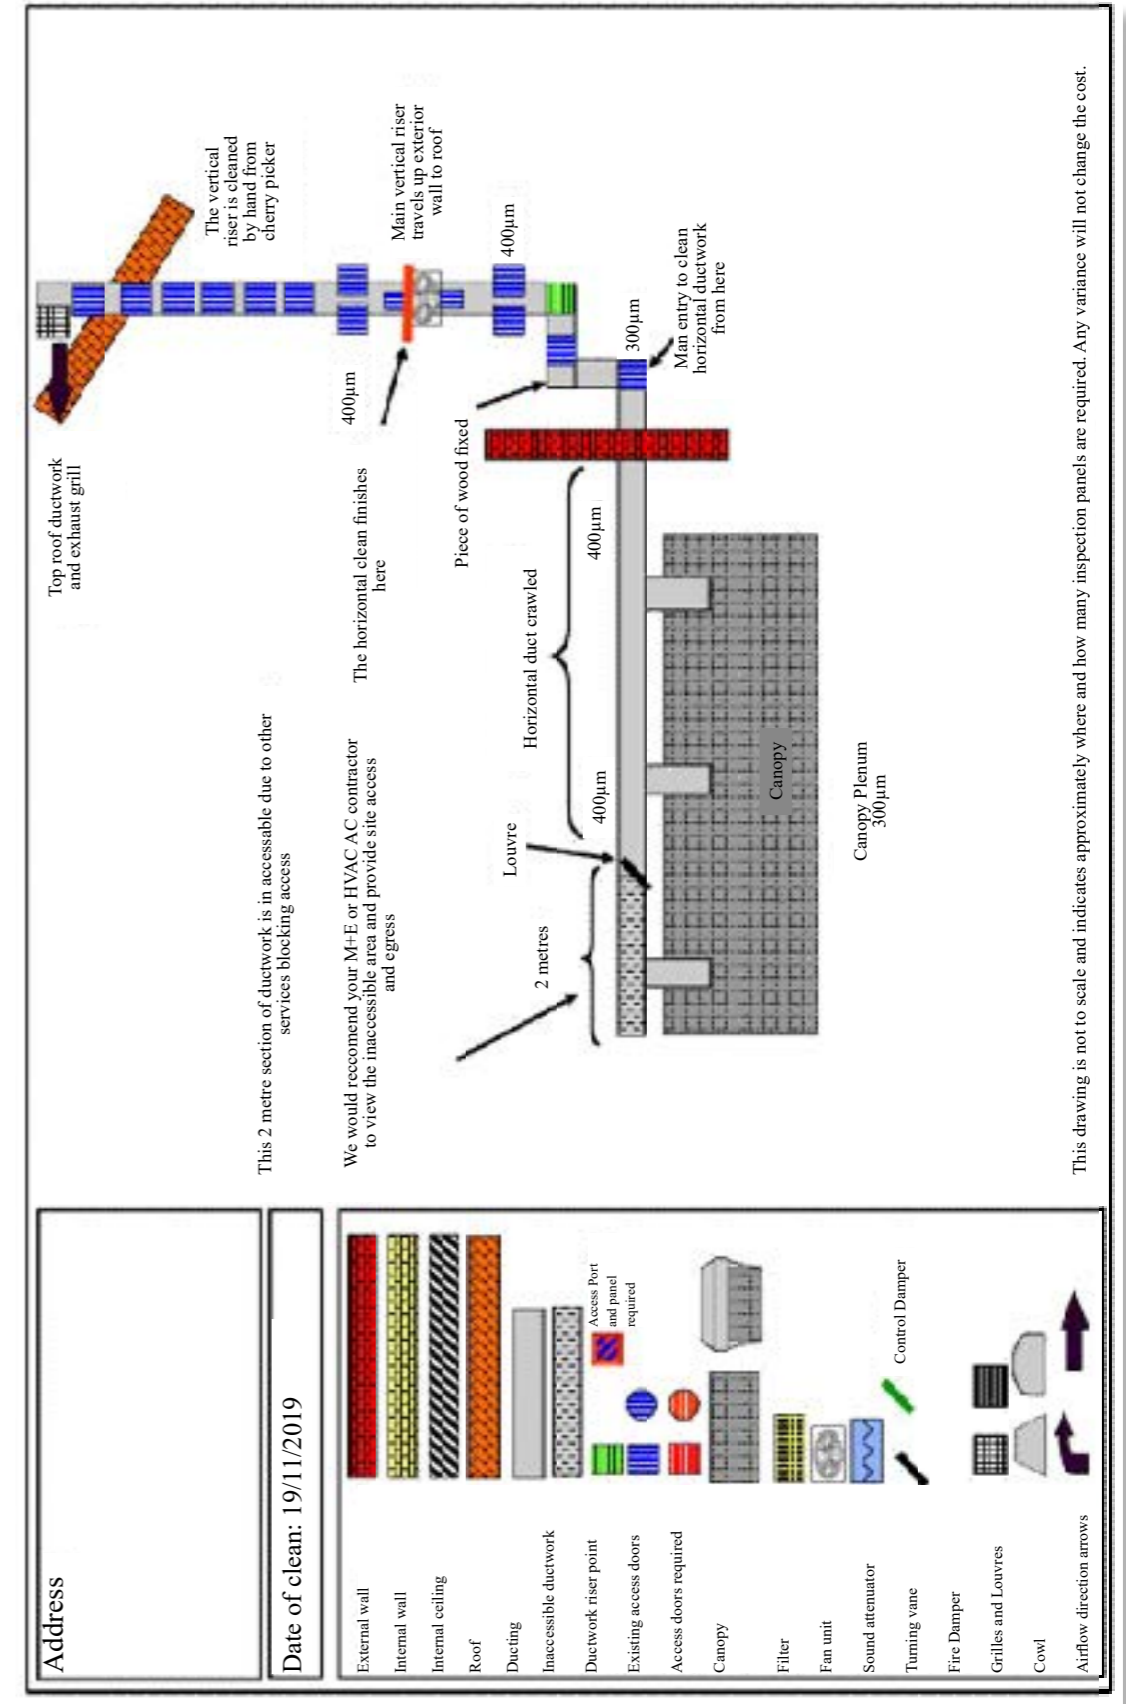 Address
Date of clean: 19/11/2019
External wall
Internal wall
Internal ceiling
Roof
Ducting
Inaccessible ductwork
Ductwork riser point
Access Port
and panel
required
Existing access doors
Access doors required
Canopy
Filter
Fan unit
Sound attenuator
Turning vane
Control Damper
Fire Damper
Grilles and Louvres
Cowl
Airflow direction arrows
Top roof ductwork
and exhaust grill
The vertical
riser is cleaned
by hand from
cherry picker
This 2 metre section of ductwork is in accessable due to other
services blocking access
We would reccomend your M+E or HVAC AC contractor
to view the inaccessible area and provide site access
and egress
The horizontal clean finishes
here
400µm
Main vertical riser
travels up exterior
wall to roof
Piece of wood fixed
400µm
2 metres
Louvre
Horizontal duct crawled
400µm
400µm
300µm
Man entry to clean
horizontal ductwork
from here
Canopy
Canopy Plenum
300µm
This drawing is not to scale and indicates approximately where and how many inspection panels are required. Any variance will not change the cost.